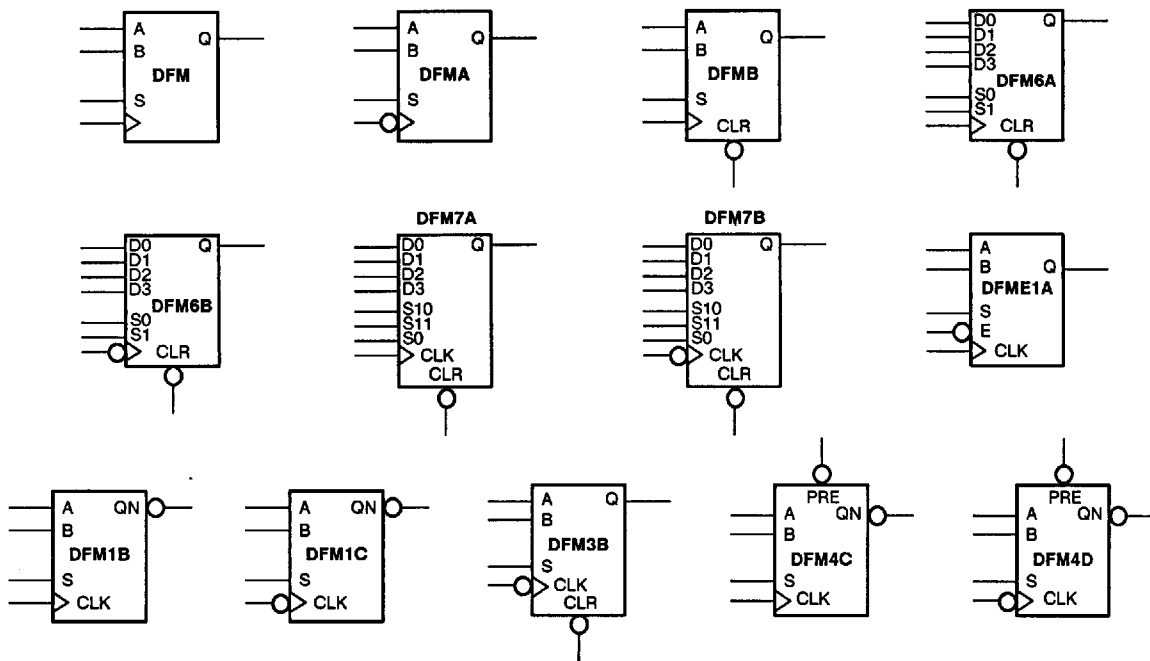 A
B
Q
DFM
S
A
B
Q
DFMA
S
A
B
Q
DFMB
S
CLR
D0
D1
D2
D3
Q
DFM6A
S0
S1
CLR
D0
D1
D2
D3
Q
DFM6B
S0
S1
CLR
DFM7A
D0
D1
D2
D3
Q
S10
S11
S0
CLK
CLR
DFM7B
D0
D1
D2
D3
Q
S10
S11
S0
CLK
CLR
A
B
Q
DFME1A
S
E
CLK
A
B
QN
DFM1B
S
CLK
A
B
QN
DFM1C
S
CLK
A
B
Q
DFM3B
S
CLK
CLR
PRE
A
B
QN
DFM4C
S
CLK
PRE
A
B
QN
DFM4D
S
CLK